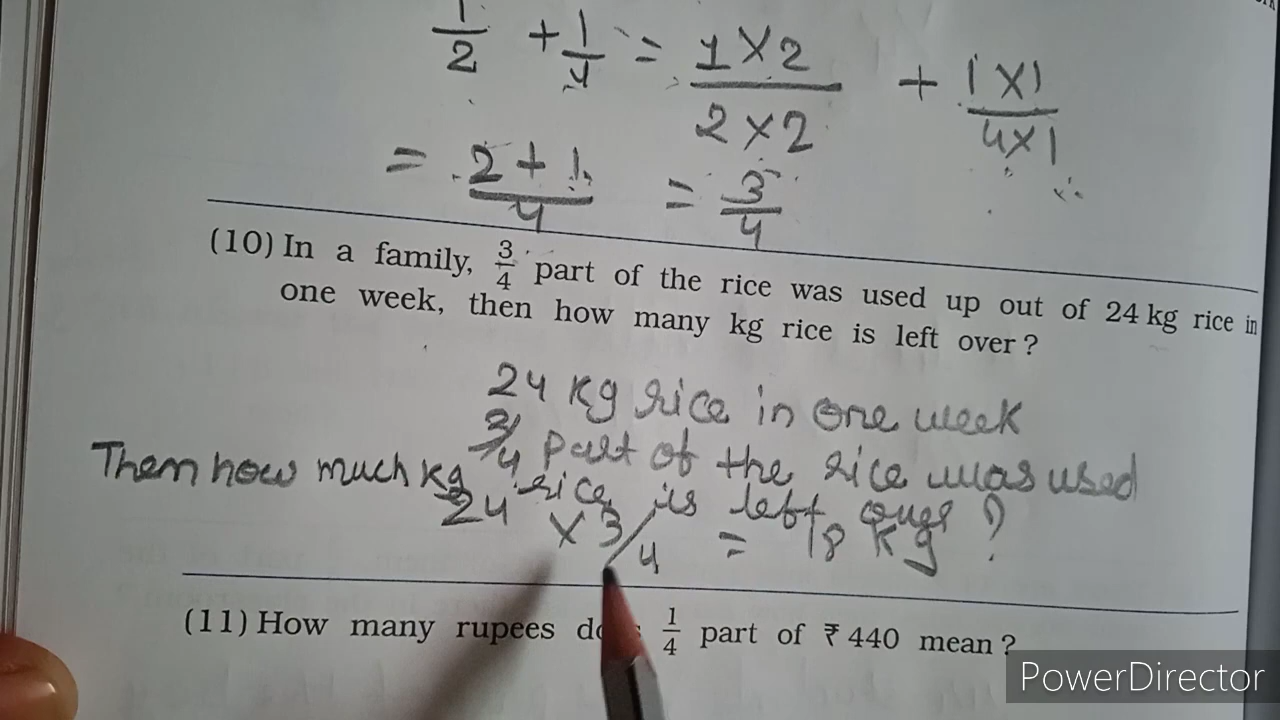 1/2 + 1/4 = 1 X 2 / 2 X 2 + 1 X 1 / 4 X 1
= 2 + 1 / 4 = 3/4
(10) In a family, 3/4 part of the rice was used up out of 24 kg rice in
one week, then how many kg rice is left over ?
24 kg rice in one week
3/4 part of the rice was used
Then how much kg rice is left over ?
24 X 3/4 = 18 kg
(11) How many rupees 1/4 part of ₹ 440 mean ?
PowerDirector